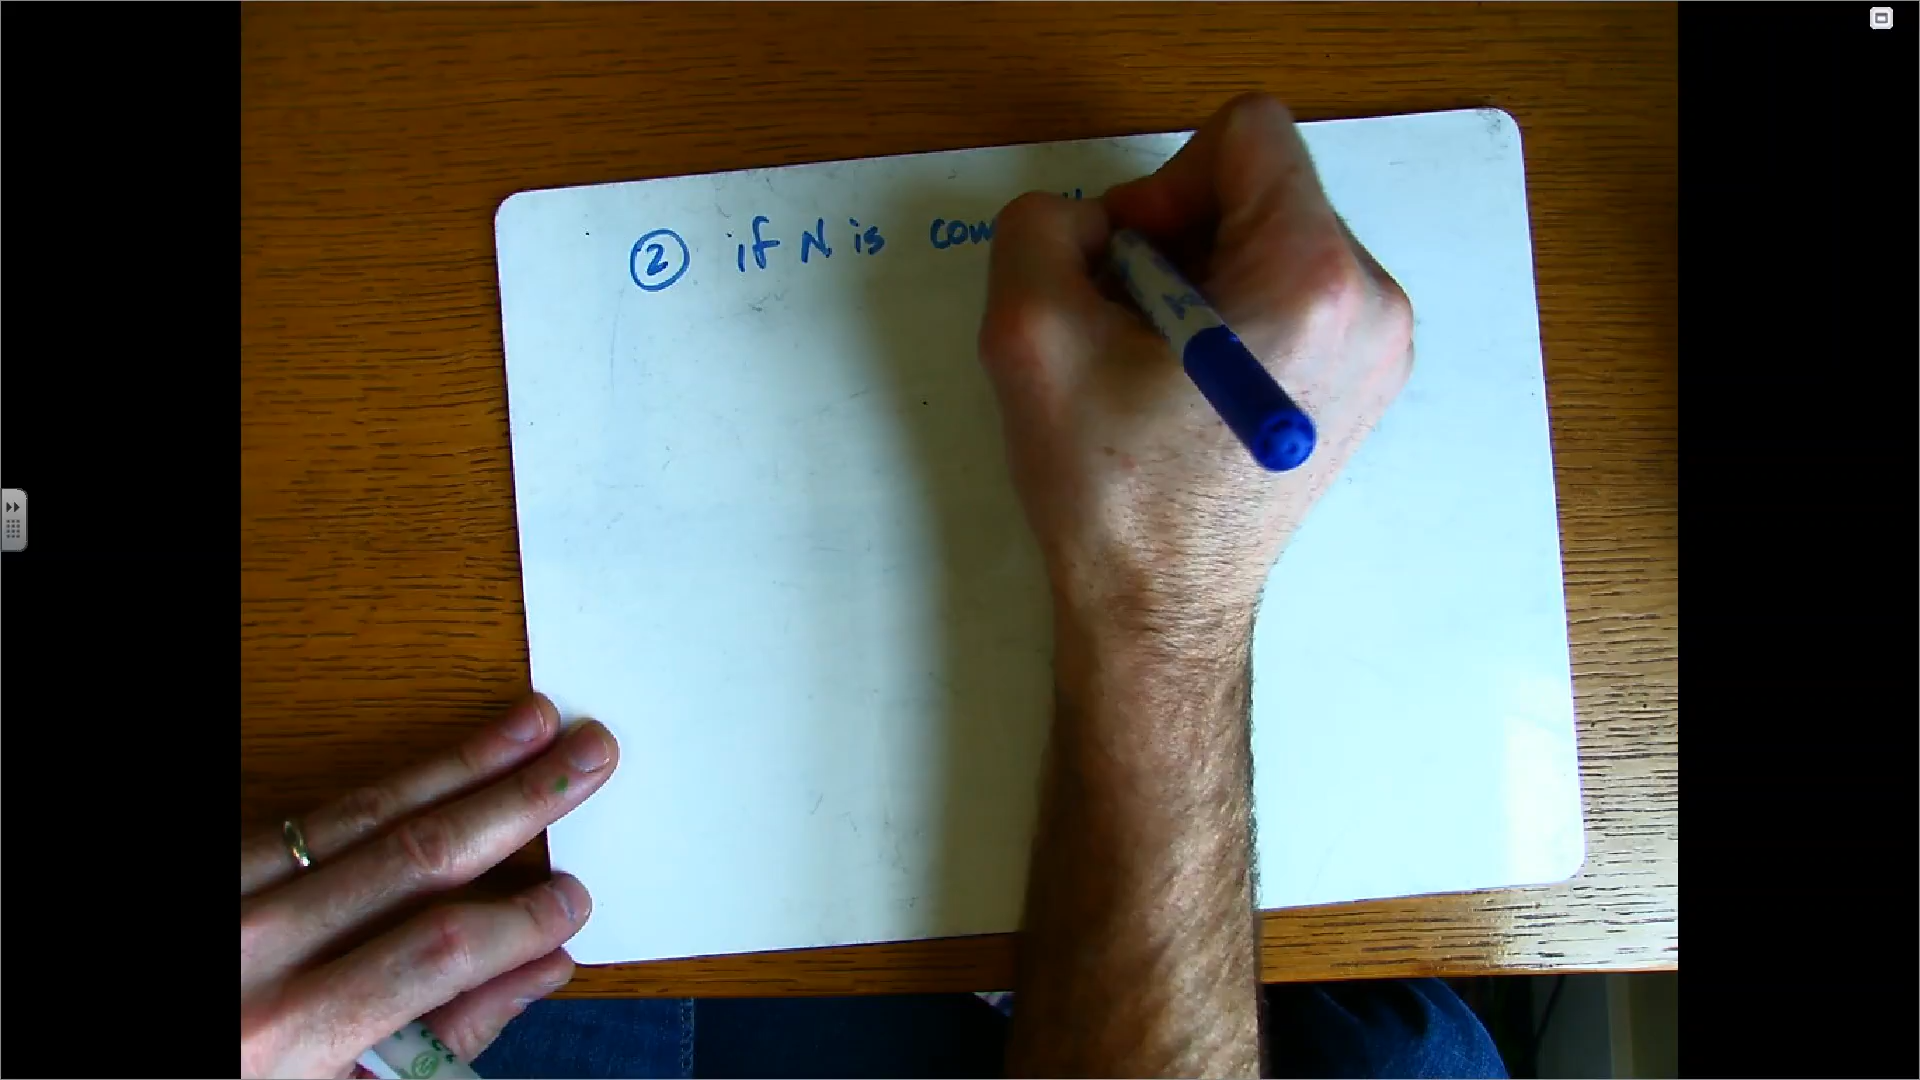 ② if N is